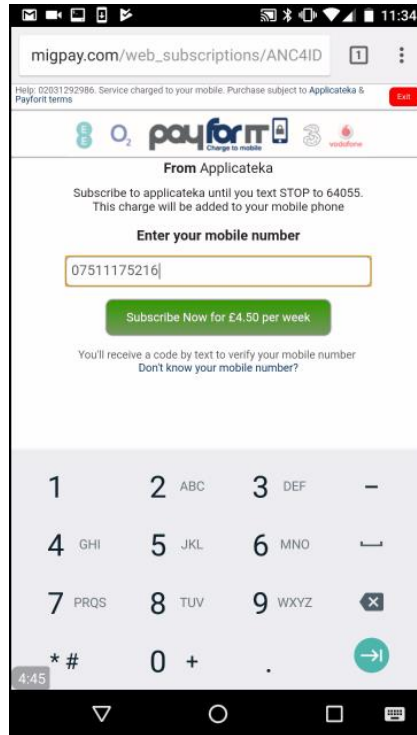 11:34
migpay.com/web_subscriptions/ANC4ID
1
Help: 02031292986. Service charged to your mobile. Purchase subject to Applicateka &
Payforit terms
Exit
EE O2 payforIT Charge to mobile 3 vodafone
From Applicateka
Subscribe to applicateka until you text STOP to 64055.
This charge will be added to your mobile phone
Enter your mobile number
07511175216
Subscribe Now for £4.50 per week
You'll receive a code by text to verify your mobile number
Don't know your mobile number?
1 2 ABC 3 DEF –
4 GHI 5 JKL 6 MNO
7 PRQS 8 TUV 9 WXYZ
* # 0 + .
4:45